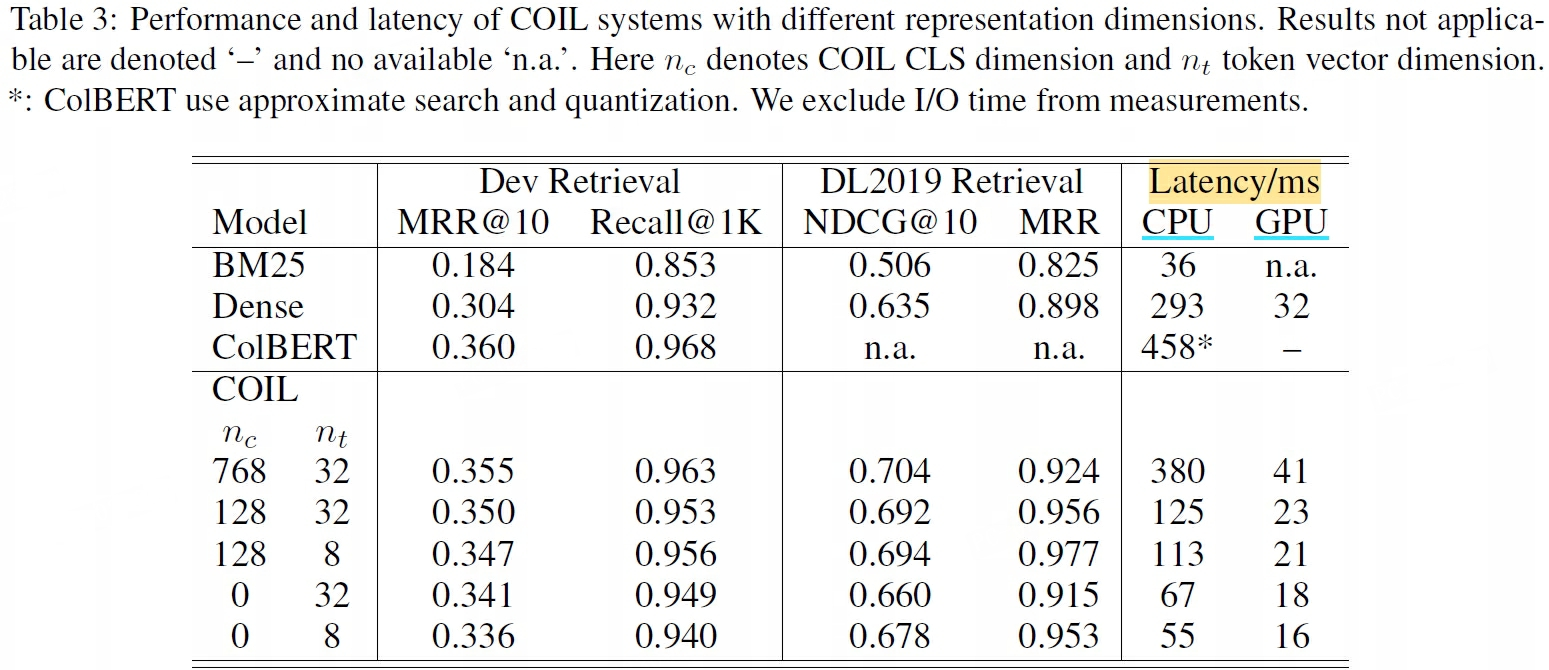 Table 3: Performance and latency of COIL systems with different representation dimensions. Results not applica-
ble are denoted ‘–’ and no available ‘n.a.’. Here n_c denotes COIL CLS dimension and n_t token vector dimension.
*: ColBERT use approximate search and quantization. We exclude I/O time from measurements.
Dev Retrieval DL2019 Retrieval Latency/ms
Model MRR@10 Recall@1K NDCG@10 MRR CPU GPU
BM25 0.184 0.853 0.506 0.825 36 n.a.
Dense 0.304 0.932 0.635 0.898 293 32
ColBERT 0.360 0.968 n.a. n.a. 458* –
COIL
n_c n_t
768 32 0.355 0.963 0.704 0.924 380 41
128 32 0.350 0.953 0.692 0.956 125 23
128 8 0.347 0.956 0.694 0.977 113 21
0 32 0.341 0.949 0.660 0.915 67 18
0 8 0.336 0.940 0.678 0.953 55 16